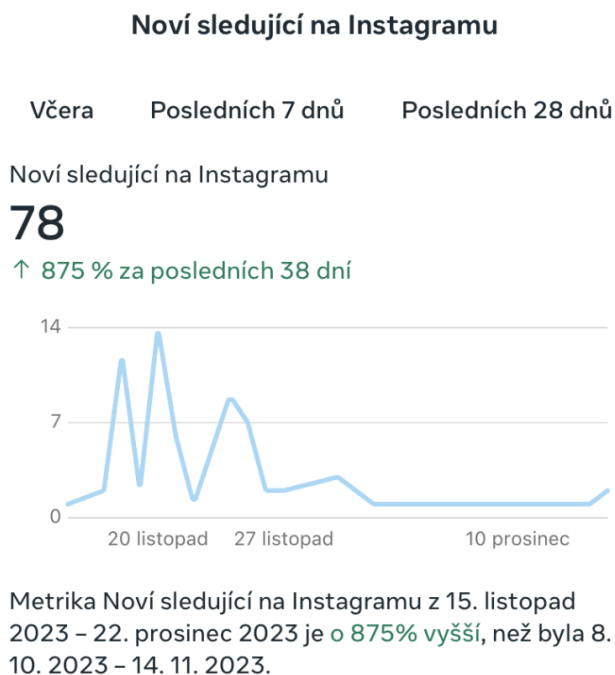 Noví sledující na Instagramu
Včera Posledních 7 dnů Posledních 28 dnů
Noví sledující na Instagramu
78
↑ 875 % za posledních 38 dní
14
7
0
20 listopad 27 listopad 10 prosinec
Metrika Noví sledující na Instagramu z 15. listopad
2023 – 22. prosinec 2023 je o 875% vyšší, než byla 8.
10. 2023 – 14. 11. 2023.